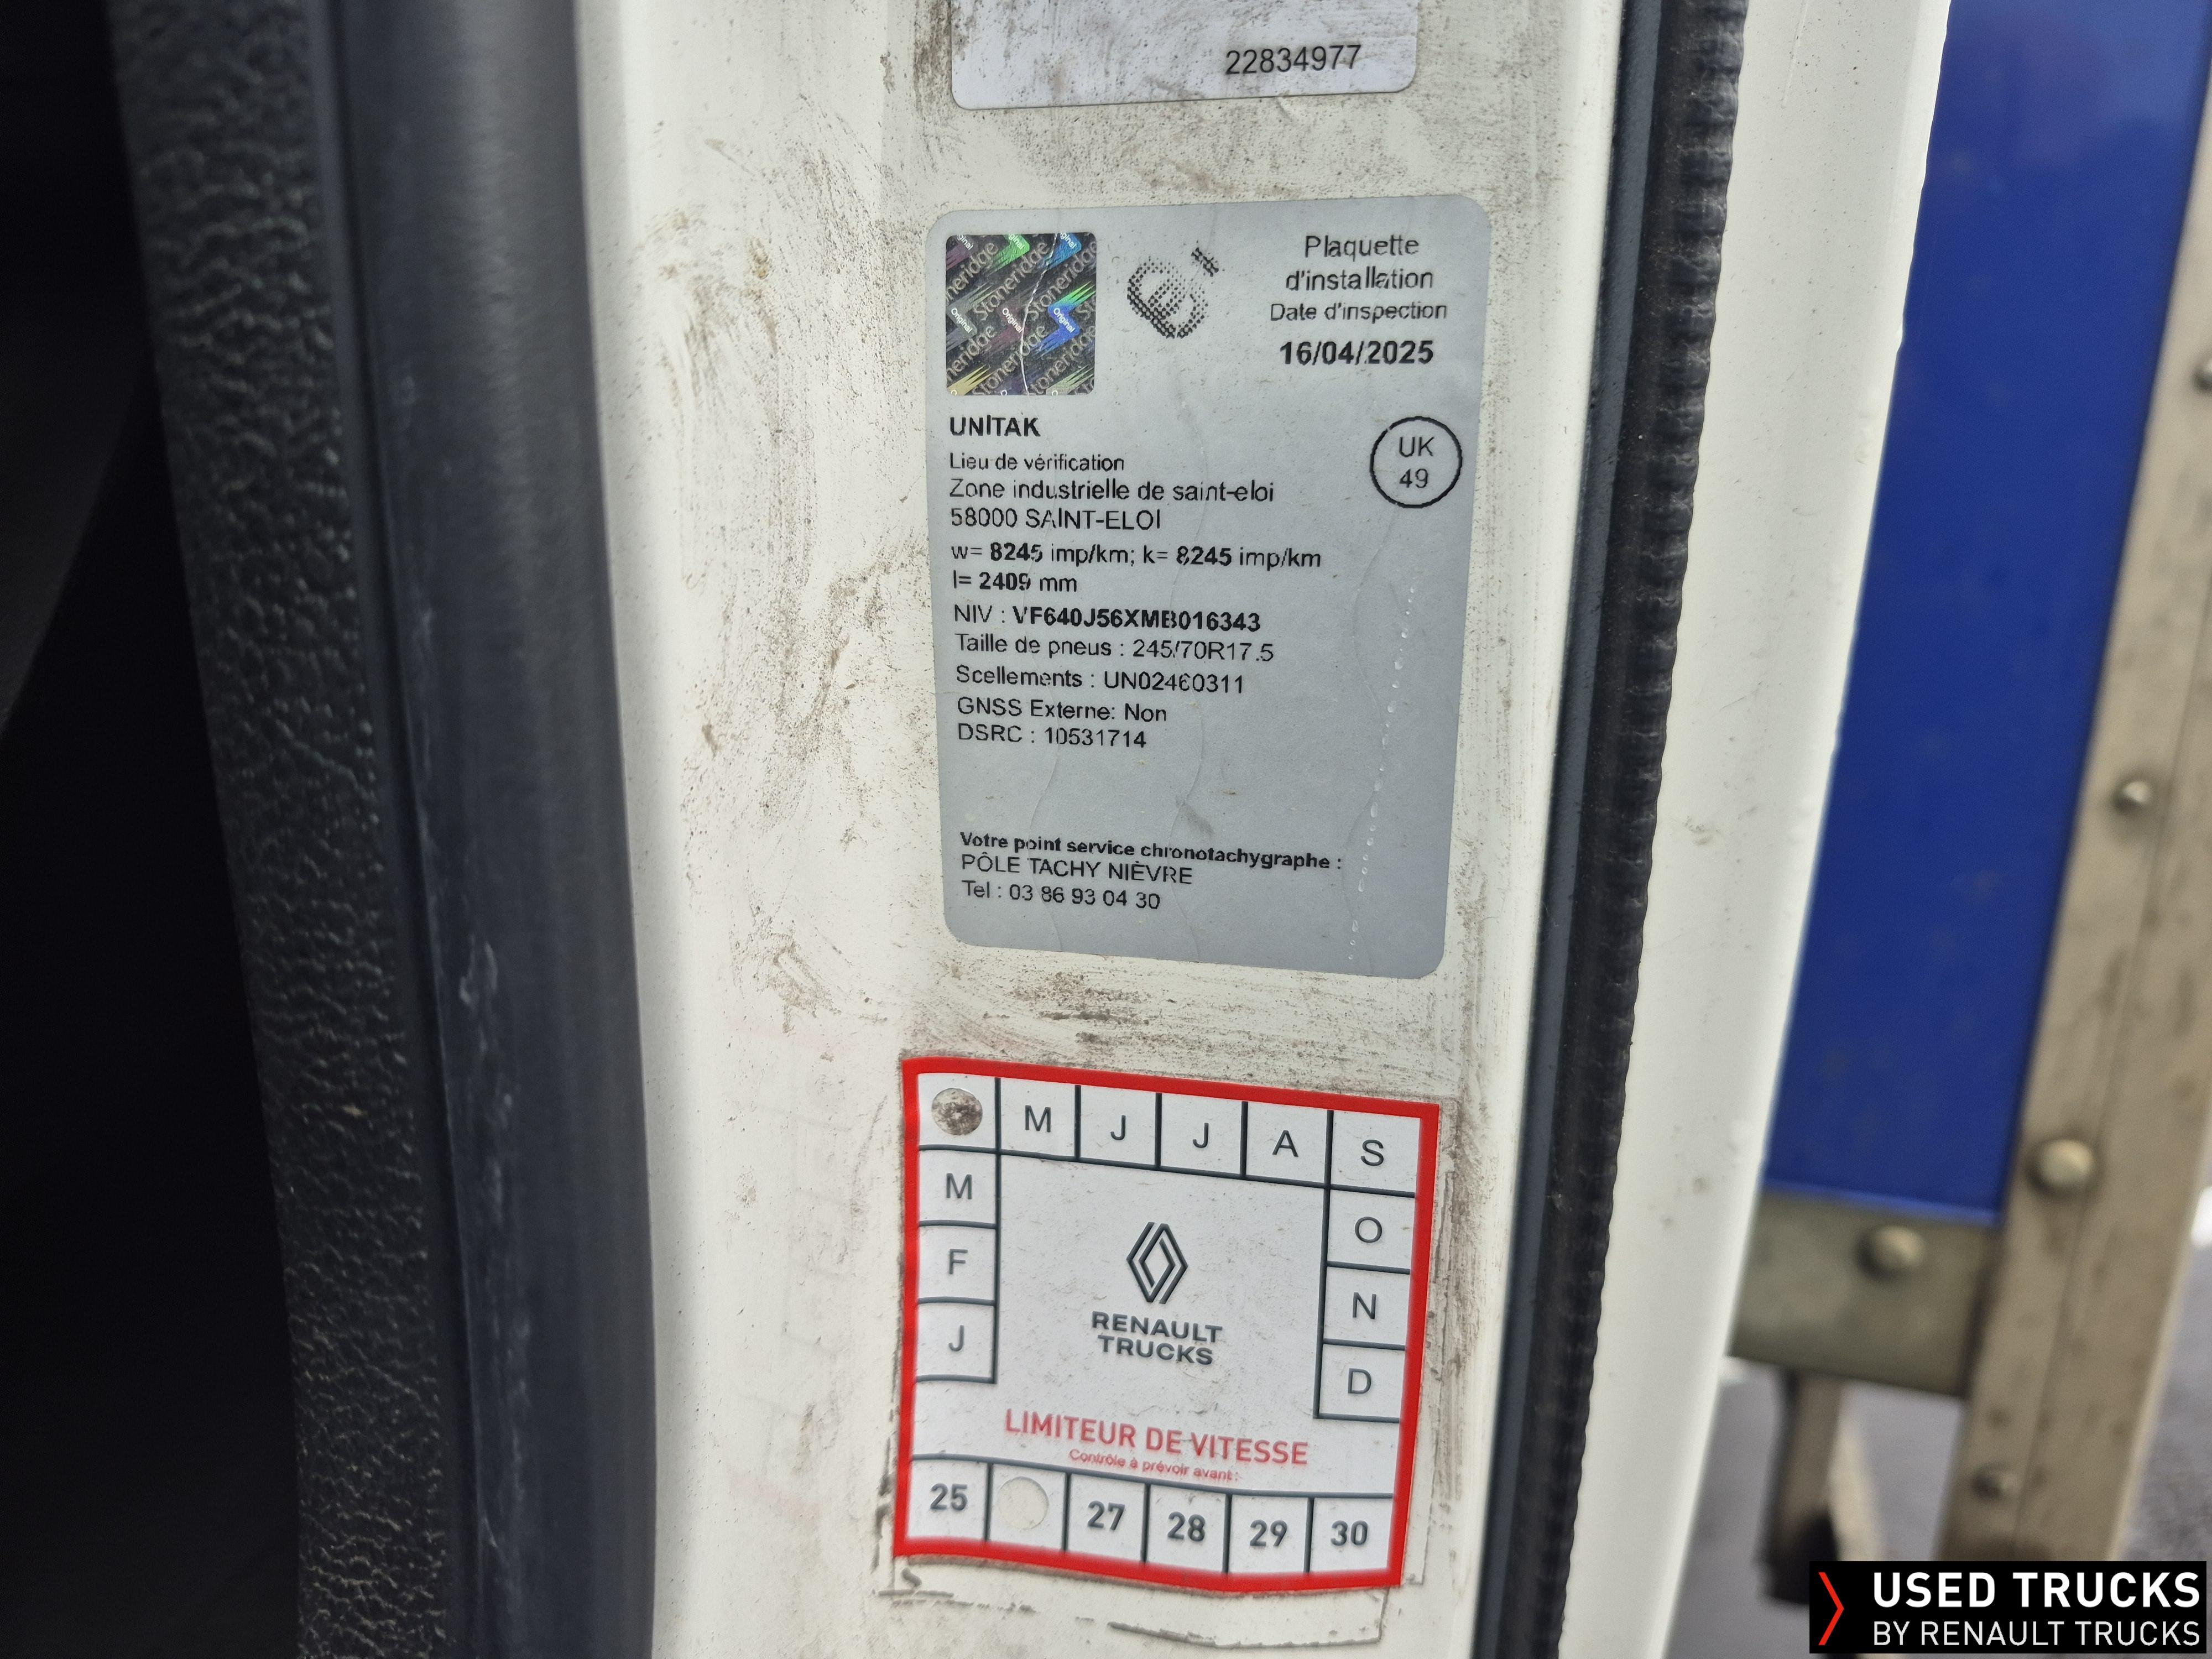 22834977
Plaquette
d'installation
Date d'inspection
16/04/2025
Stoneridge
Original
UNITAK
UK
49
Lieu de vérification
Zone industrielle de saint-eloi
58000 SAINT-ELOI
w= 8245 imp/km; k= 8245 imp/km
l= 2409 mm
NIV : VF640J56XMB016343
Taille de pneus : 245/70R17.5
Scellements : UN02460311
GNSS Externe: Non
DSRC : 10531714
Votre point service chronotachygraphe :
PÔLE TACHY NIÈVRE
Tel : 03 86 93 04 30
M J J A S
M O
F N
J D
RENAULT
TRUCKS
LIMITEUR DE VITESSE
Contrôle à prévoir avant :
25 27 28 29 30
USED TRUCKS
BY RENAULT TRUCKS